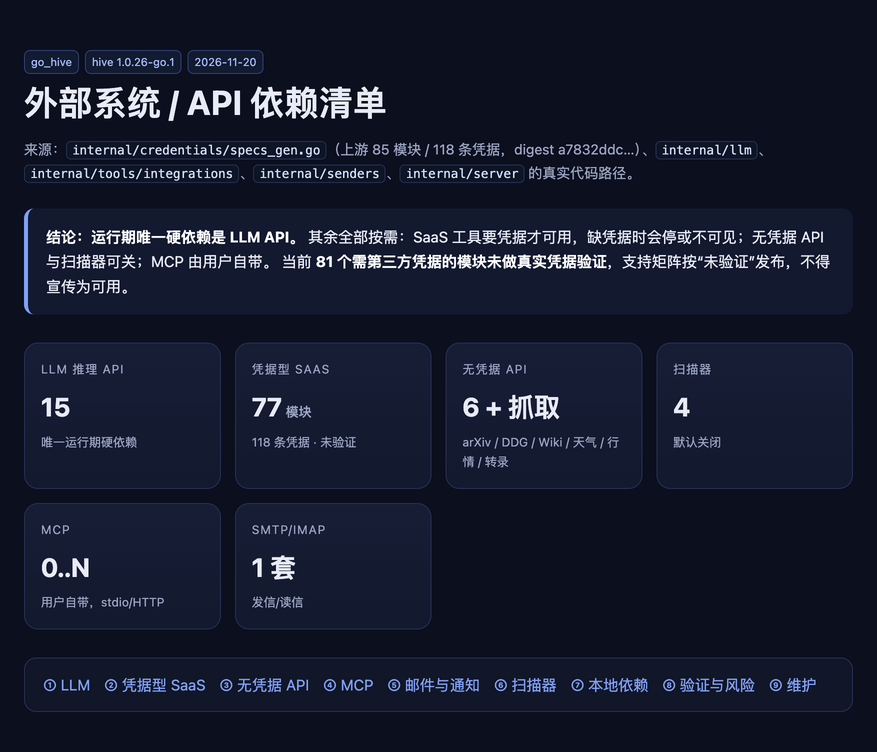 go_hive hive 1.0.26-go.1 2026-11-20
外部系统 / API 依赖清单
来源： internal/credentials/specs_gen.go （上游 85 模块 / 118 条凭据，digest a7832ddc…）、 internal/llm 、
internal/tools/integrations 、 internal/senders 、 internal/server 的真实代码路径。
结论：运行期唯一硬依赖是 LLM API。 其余全部按需：SaaS 工具要凭据才可用，缺凭据时会停或不可见；无凭据 API
与扫描器可关；MCP 由用户自带。 当前 81 个需第三方凭据的模块未做真实凭据验证，支持矩阵按“未验证”发布，不得
宣传为可用。
LLM 推理 API
15
唯一运行期硬依赖
凭据型 SAAS
77 模块
118 条凭据 · 未验证
无凭据 API
6 + 抓取
arXiv / DDG / Wiki / 天气 / 行
情 / 转录
扫描器
4
默认关闭
MCP
0..N
用户自带，stdio/HTTP
SMTP/IMAP
1 套
发信/读信
① LLM ② 凭据型 SaaS ③ 无凭据 API ④ MCP ⑤ 邮件与通知 ⑥ 扫描器 ⑦ 本地依赖 ⑧ 验证与风险 ⑨ 维护